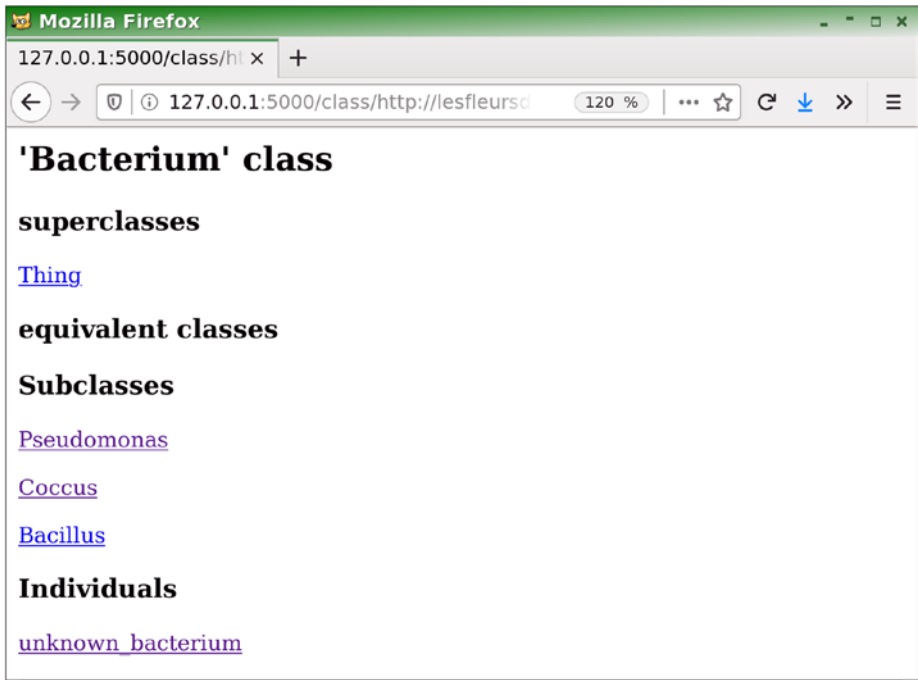 Mozilla Firefox
127.0.0.1:5000/class/ht × +
127.0.0.1:5000/class/http://lesfleursd 120 %
'Bacterium' class
superclasses
Thing
equivalent classes
Subclasses
Pseudomonas
Coccus
Bacillus
Individuals
unknown_bacterium